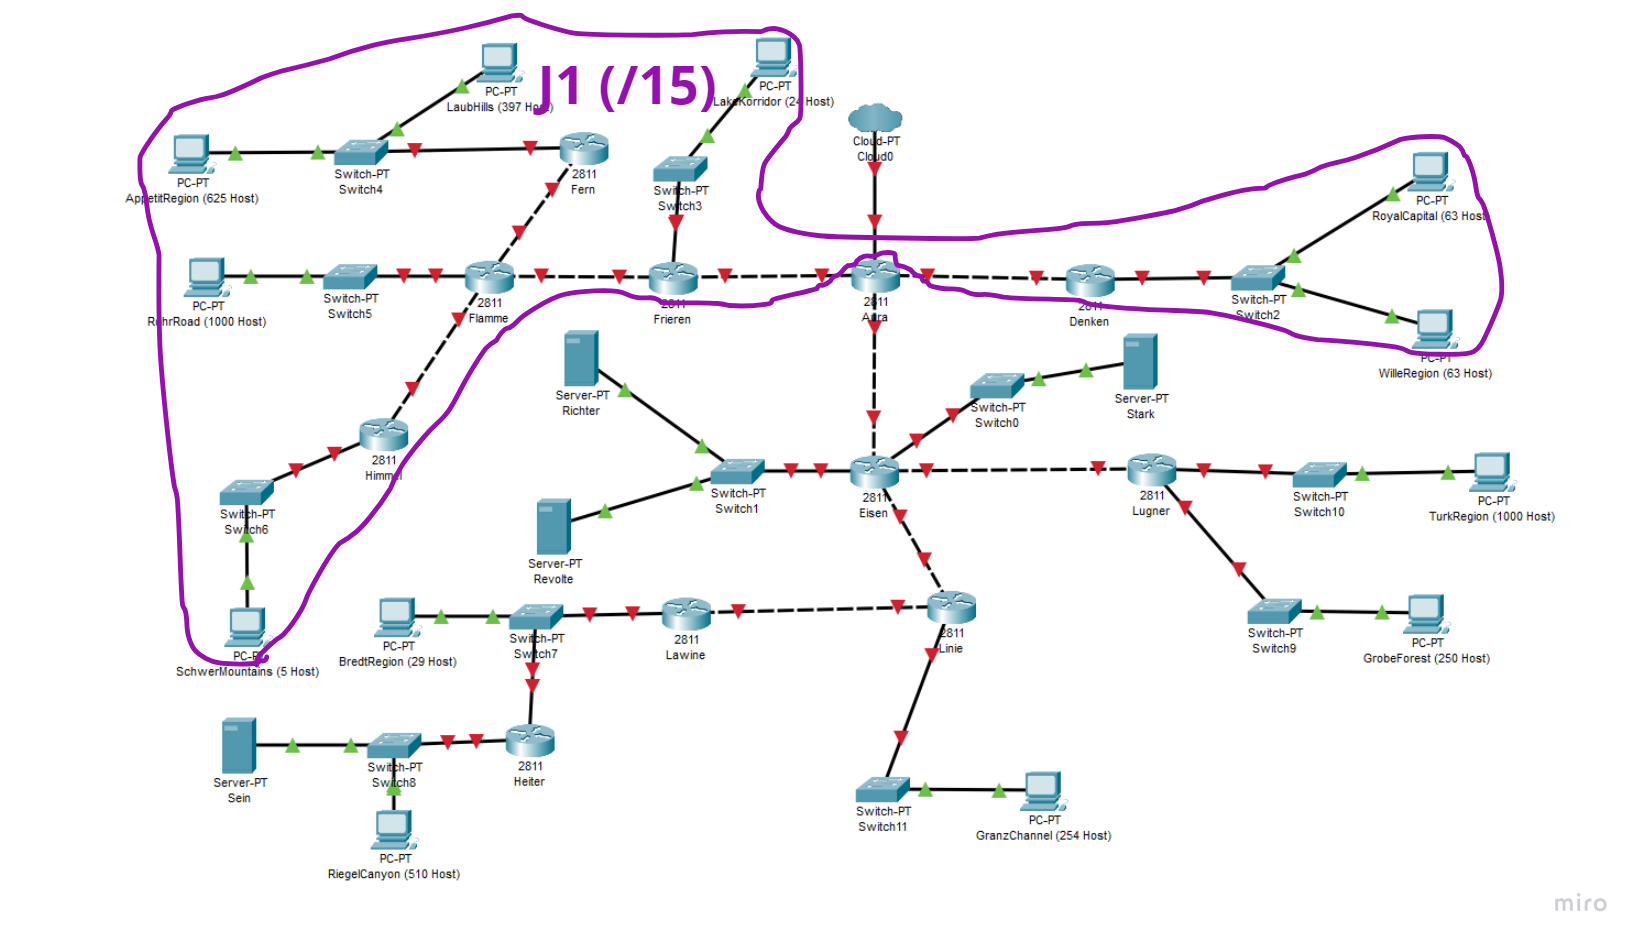 J1 (/15)
PC-PT
LaubHills (397 Host)
PC-PT
LakeKorridor (24 Host)
Cloud-PT
Cloud0
PC-PT
AppetitRegion (625 Host)
Switch-PT
Switch4
2811
Fern
Switch-PT
Switch3
PC-PT
RoyalCapital (63 Host)
PC-PT
RohrRoad (1000 Host)
Switch-PT
Switch5
2811
Flamme
2811
Frieren
2811
Aura
2811
Denken
Switch-PT
Switch2
PC-PT
WilleRegion (63 Host)
Server-PT
Richter
Switch-PT
Switch0
Server-PT
Stark
2811
Himmel
Switch-PT
Switch1
2811
Eisen
2811
Lugner
Switch-PT
Switch10
PC-PT
TurkRegion (1000 Host)
Switch-PT
Switch6
Server-PT
Revolte
PC-PT
SchwerMountains (5 Host)
PC-PT
BredtRegion (29 Host)
Switch-PT
Switch7
2811
Lawine
2811
Linie
Switch-PT
Switch9
PC-PT
GrobeForest (250 Host)
Server-PT
Sein
Switch-PT
Switch8
2811
Heiter
Switch-PT
Switch11
PC-PT
GranzChannel (254 Host)
PC-PT
RiegelCanyon (510 Host)
miro